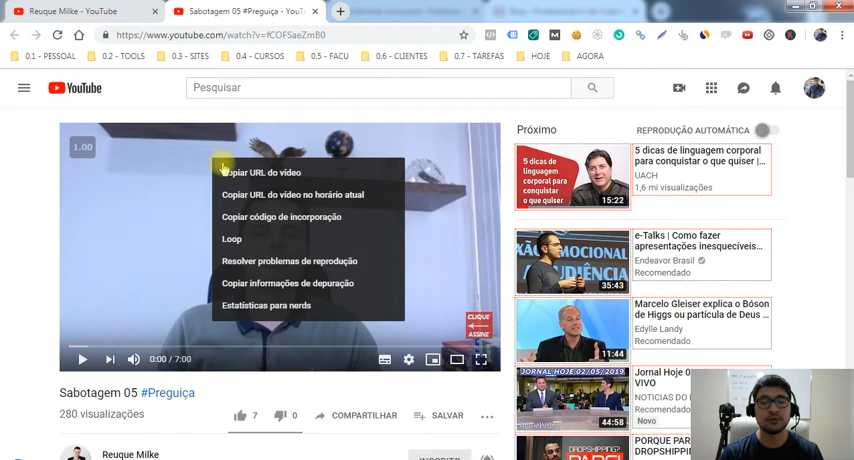 Reuque Milke - YouTube
Sabotagem 05 #Preguiça - YouT
https://www.youtube.com/watch?v=fCOFSaeZmB0
0.1 - PESSOAL
0.2 - TOOLS
0.3 - SITES
0.4 - CURSOS
0.5 - FACU
0.6 - CLIENTES
0.7 - TAREFAS
HOJE
AGORA
YouTube
Pesquisar
1.00
Copiar URL do vídeo
Copiar URL do vídeo no horário atual
Copiar código de incorporação
Loop
Resolver problemas de reprodução
Copiar informações de depuração
Estatísticas para nerds
CLIQUE
ASSINE
0:00 / 7:00
Sabotagem 05 #Preguiça
280 visualizações
7
0
COMPARTILHAR
SALVAR
Reuque Milke
INSCRITO
Próximo
REPRODUÇÃO AUTOMÁTICA
5 dicas de
linguagem
corporal
para
conquistar
o que quiser
15:22
5 dicas de linguagem corporal
para conquistar o que quiser |...
UACH
1,6 mi visualizações
35:43
e-Talks | Como fazer
apresentações inesquecíveis...
Endeavor Brasil
Recomendado
11:44
Marcelo Gleiser explica o Bóson
de Higgs ou partícula de Deus
Edylle Landy
Recomendado
JORNAL HOJE 02/05/2019
44:58
Jornal Hoje 0
VIVO
NOTICIAS DO
Recomendado
Novo
DROPSHIPPING?
PORQUE PAR
DROPSHIPPIN